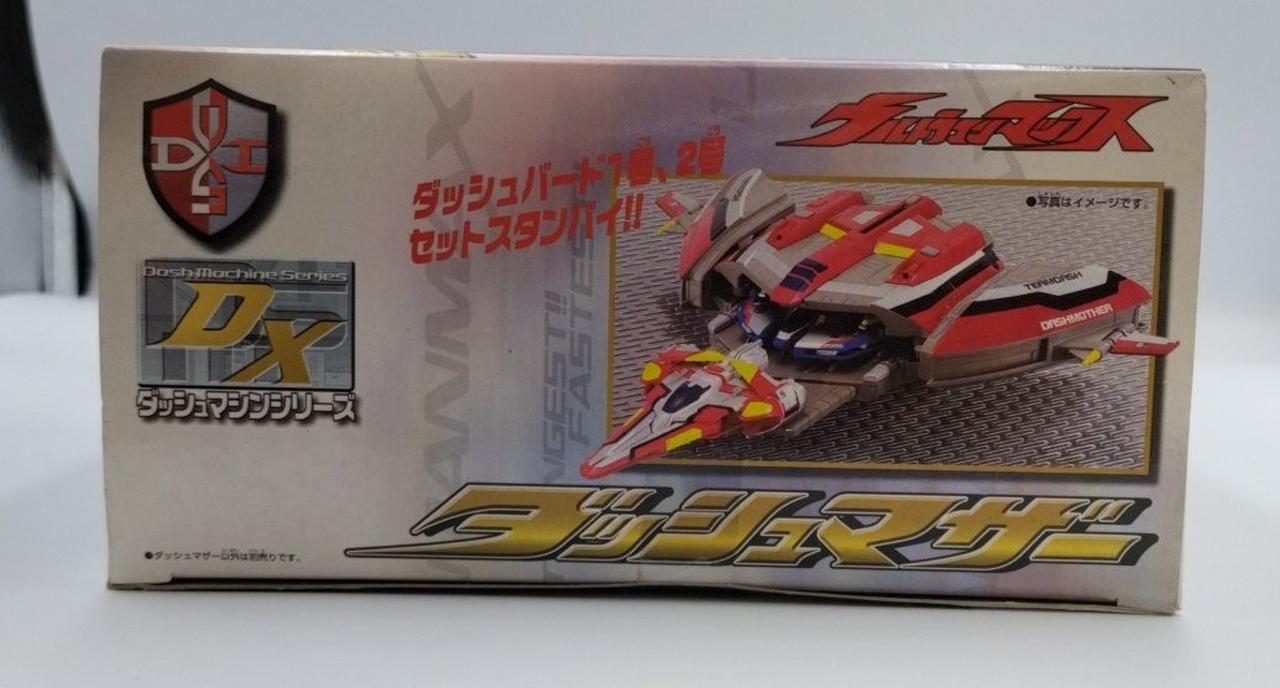 DASH
ウルトラマンマックス
ダッシュバード1号、2号
セットスタンバイ!!
●写真はイメージです。
TEAMDASH
DASHMOTHER
Dash Machine Series
DX
ダッシュマシンシリーズ
ダッシュマザー
●ダッシュマザー以外は別売りです。